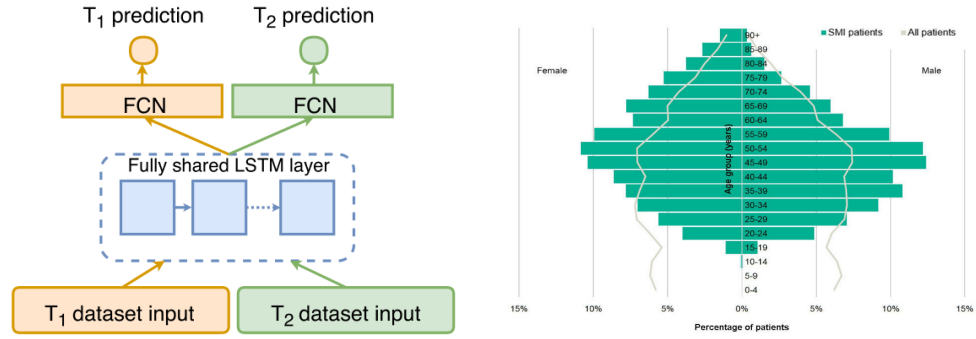 T₁ prediction
T₂ prediction
FCN
FCN
Fully shared LSTM layer
T₁ dataset input
T₂ dataset input
SMI patients
All patients
Female
Male
Age group (years)
90+
85-89
80-84
75-79
70-74
65-69
60-64
55-59
50-54
45-49
40-44
35-39
30-34
25-29
20-24
15-19
10-14
5-9
0-4
15%
10%
5%
0%
5%
10%
15%
Percentage of patients